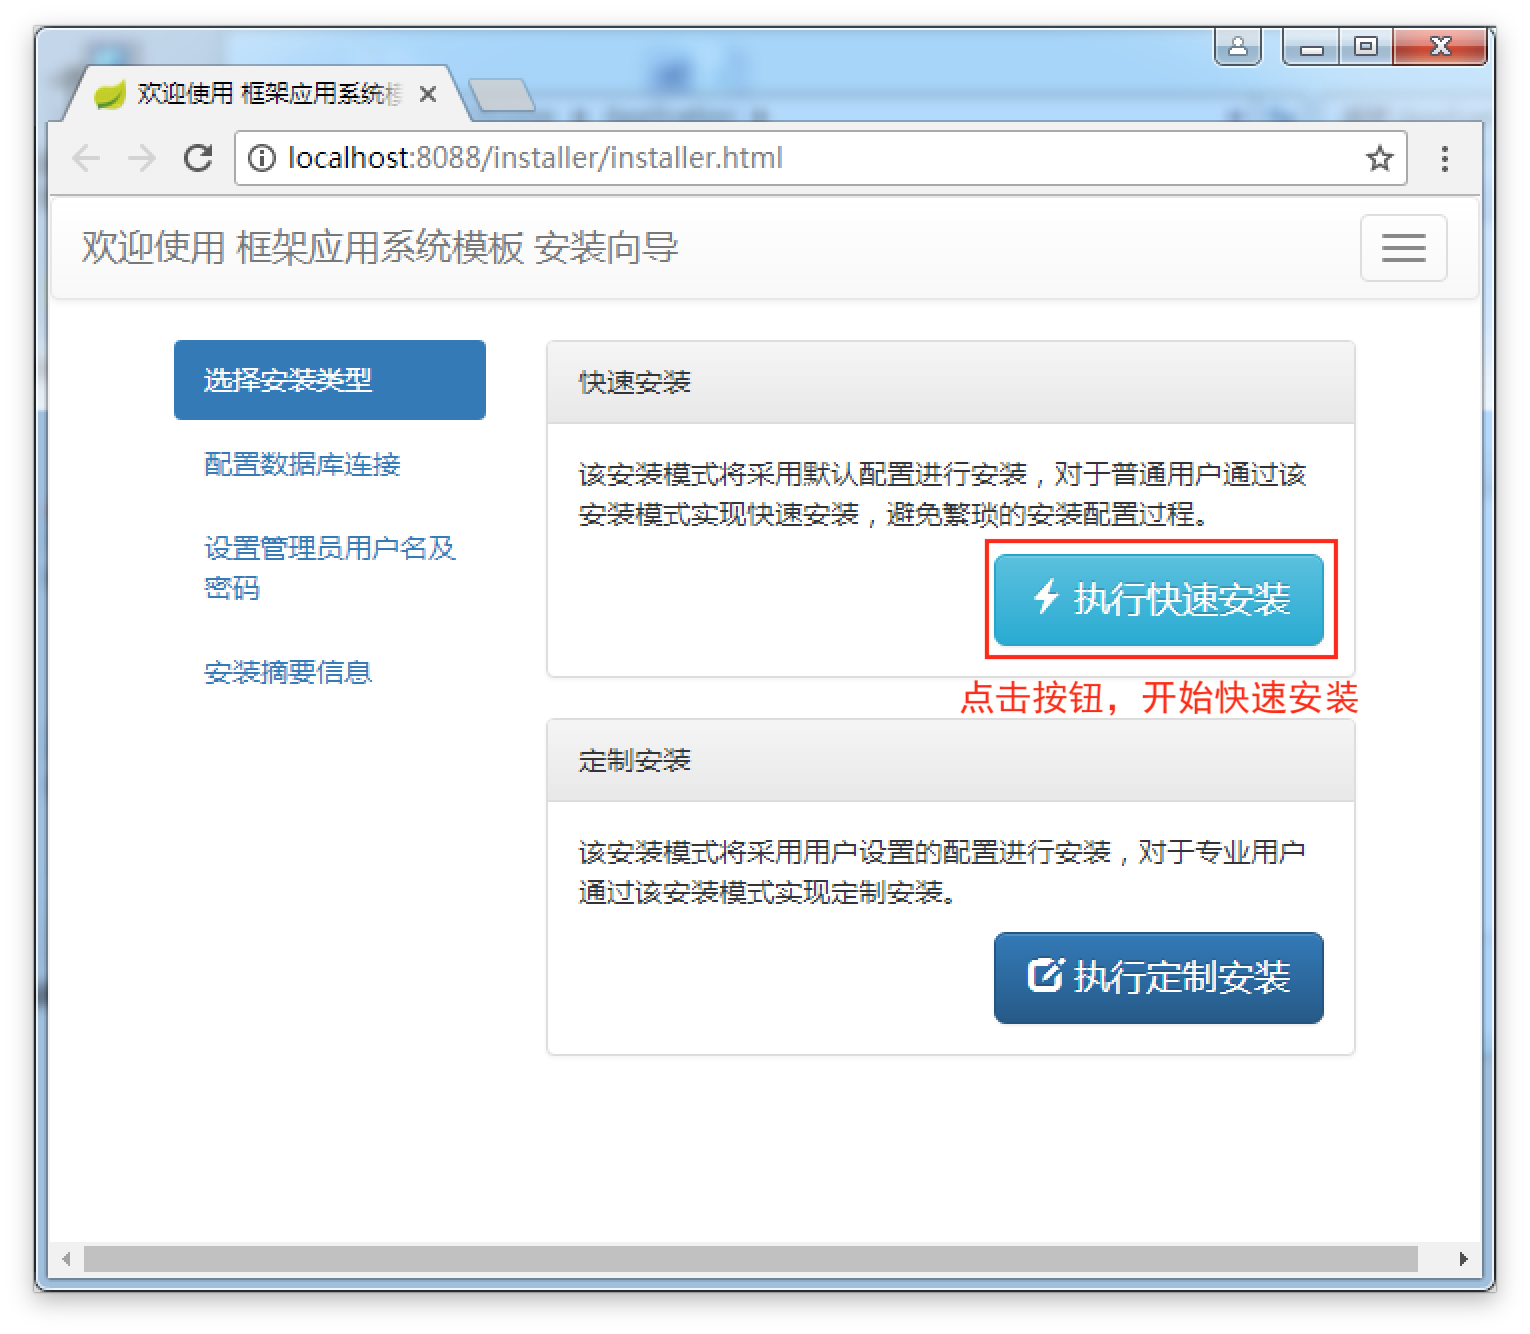 欢迎使用 框架应用系统模
localhost:8088/installer/installer.html
欢迎使用 框架应用系统模板 安装向导
选择安装类型
配置数据库连接
设置管理员用户名及
密码
安装摘要信息
快速安装
该安装模式将采用默认配置进行安装，对于普通用户通过该
安装模式实现快速安装，避免繁琐的安装配置过程。
执行快速安装
点击按钮，开始快速安装
定制安装
该安装模式将采用用户设置的配置进行安装，对于专业用户
通过该安装模式实现定制安装。
执行定制安装